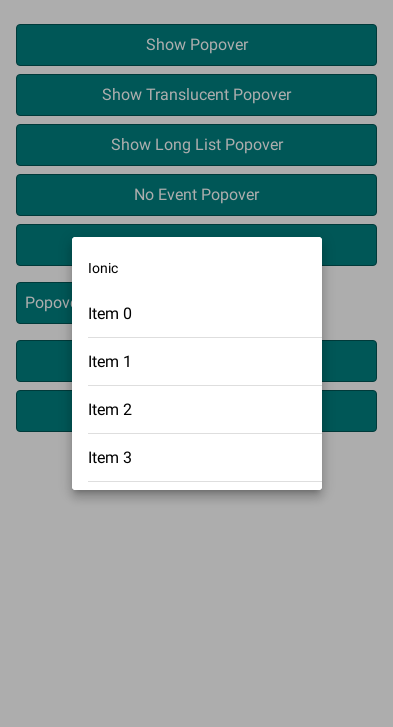 Show Popover
Show Translucent Popover
Show Long List Popover
No Event Popover
Ionic
Item 0
Item 1
Item 2
Item 3